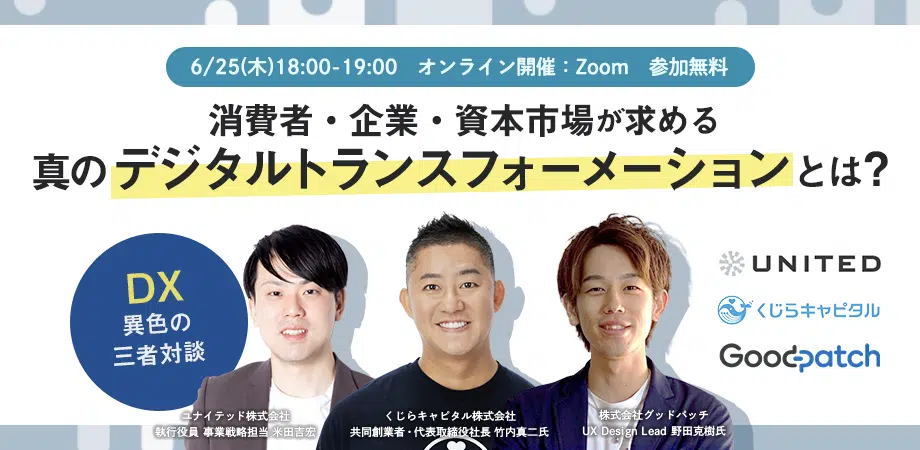 6/25(木)18:00-19:00 オンライン開催：Zoom 参加無料
消費者・企業・資本市場が求める
真のデジタルトランスフォーメーションとは？
DX
異色の
三者対談
UNITED
くじらキャピタル
Goodpatch
ユナイテッド株式会社
執行役員 事業戦略担当 米田吉宏
くじらキャピタル株式会社
共同創業者・代表取締役社長 竹内真二氏
株式会社グッドパッチ
UX Design Lead 野田克樹氏